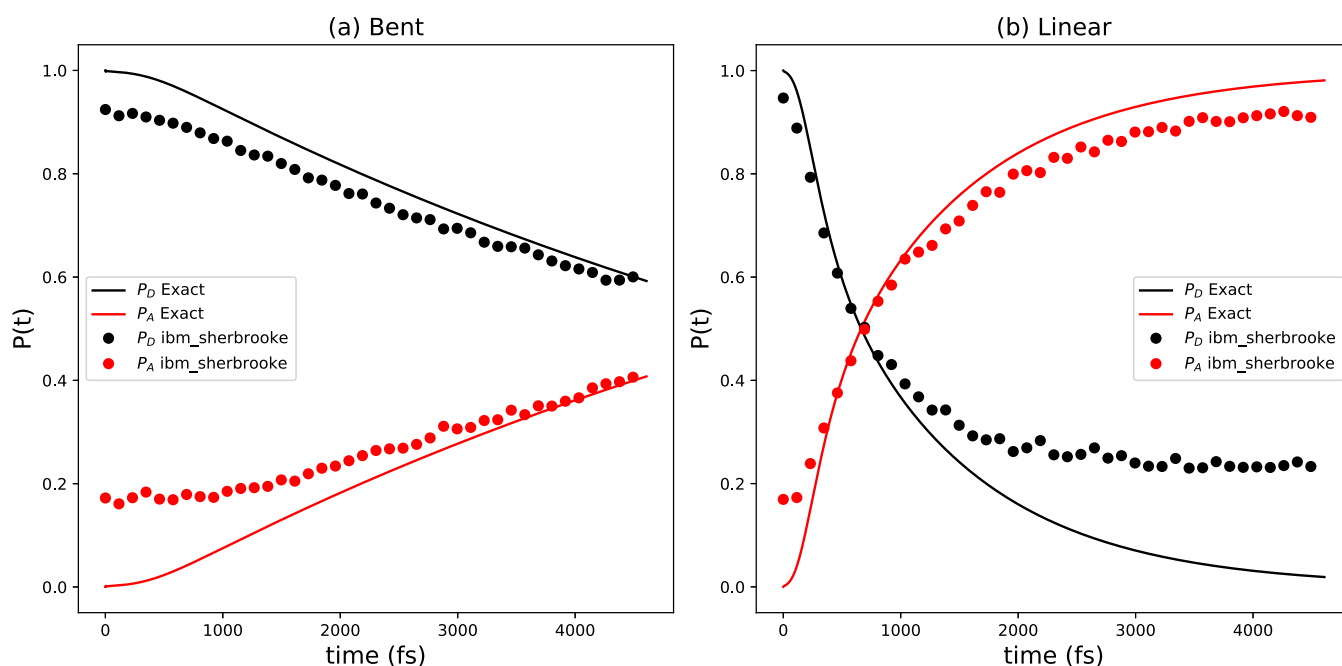 (a) Bent
P(t)
1.0
0.8
0.6
0.4
0.2
0.0
P_D Exact
P_A Exact
P_D ibm_sherbrooke
P_A ibm_sherbrooke
0 1000 2000 3000 4000
time (fs)
(b) Linear
P(t)
1.0
0.8
0.6
0.4
0.2
0.0
P_D Exact
P_A Exact
P_D ibm_sherbrooke
P_A ibm_sherbrooke
0 1000 2000 3000 4000
time (fs)